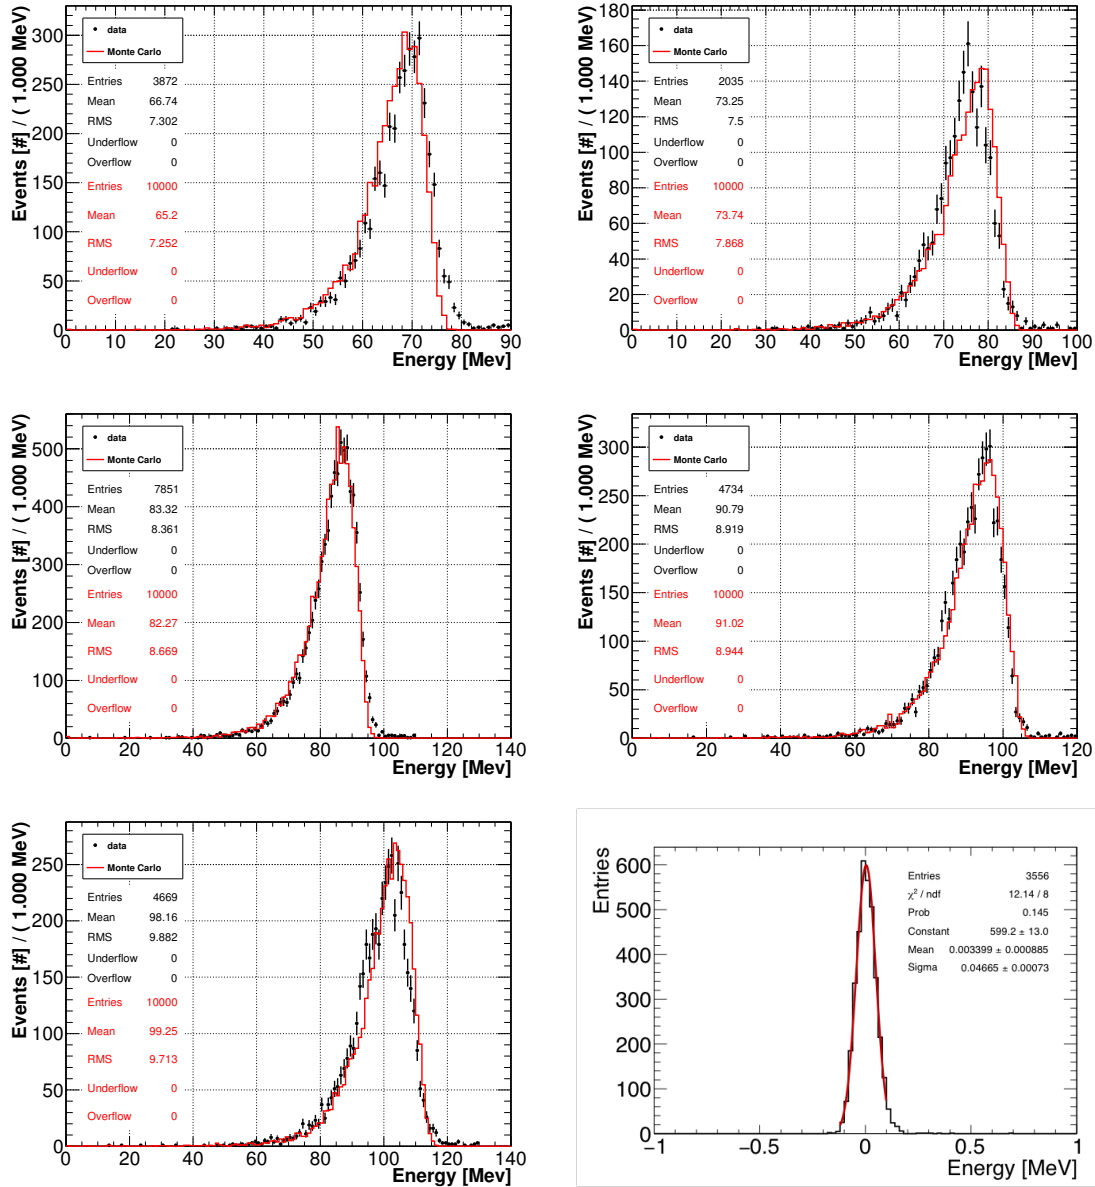 Events [#] / ( 1.000 MeV)
300
250
200
150
100
50
0
data
Monte Carlo
Entries 3872
Mean 66.74
RMS 7.302
Underflow 0
Overflow 0
Entries 10000
Mean 65.2
RMS 7.252
Underflow 0
Overflow 0
0 10 20 30 40 50 60 70 80 90
Energy [Mev]
Events [#] / ( 1.000 MeV)
180
160
140
120
100
80
60
40
20
0
data
Monte Carlo
Entries 2035
Mean 73.25
RMS 7.5
Underflow 0
Overflow 0
Entries 10000
Mean 73.74
RMS 7.868
Underflow 0
Overflow 0
0 10 20 30 40 50 60 70 80 90 100
Energy [Mev]
Events [#] / ( 1.000 MeV)
500
400
300
200
100
0
data
Monte Carlo
Entries 7851
Mean 83.32
RMS 8.361
Underflow 0
Overflow 0
Entries 10000
Mean 82.27
RMS 8.669
Underflow 0
Overflow 0
0 20 40 60 80 100 120 140
Energy [Mev]
Events [#] / ( 1.000 MeV)
300
250
200
150
100
50
0
data
Monte Carlo
Entries 4734
Mean 90.79
RMS 8.919
Underflow 0
Overflow 0
Entries 10000
Mean 91.02
RMS 8.944
Underflow 0
Overflow 0
0 20 40 60 80 100 120
Energy [Mev]
Events [#] / ( 1.000 MeV)
250
200
150
100
50
0
data
Monte Carlo
Entries 4669
Mean 98.16
RMS 9.882
Underflow 0
Overflow 0
Entries 10000
Mean 99.25
RMS 9.713
Underflow 0
Overflow 0
0 20 40 60 80 100 120 140
Energy [Mev]
Entries
600
500
400
300
200
100
0
Entries 3556
χ² / ndf 12.14 / 8
Prob 0.145
Constant 599.2 ± 13.0
Mean 0.003399 ± 0.000885
Sigma 0.04665 ± 0.00073
−1 −0.5 0 0.5 1
Energy [MeV]